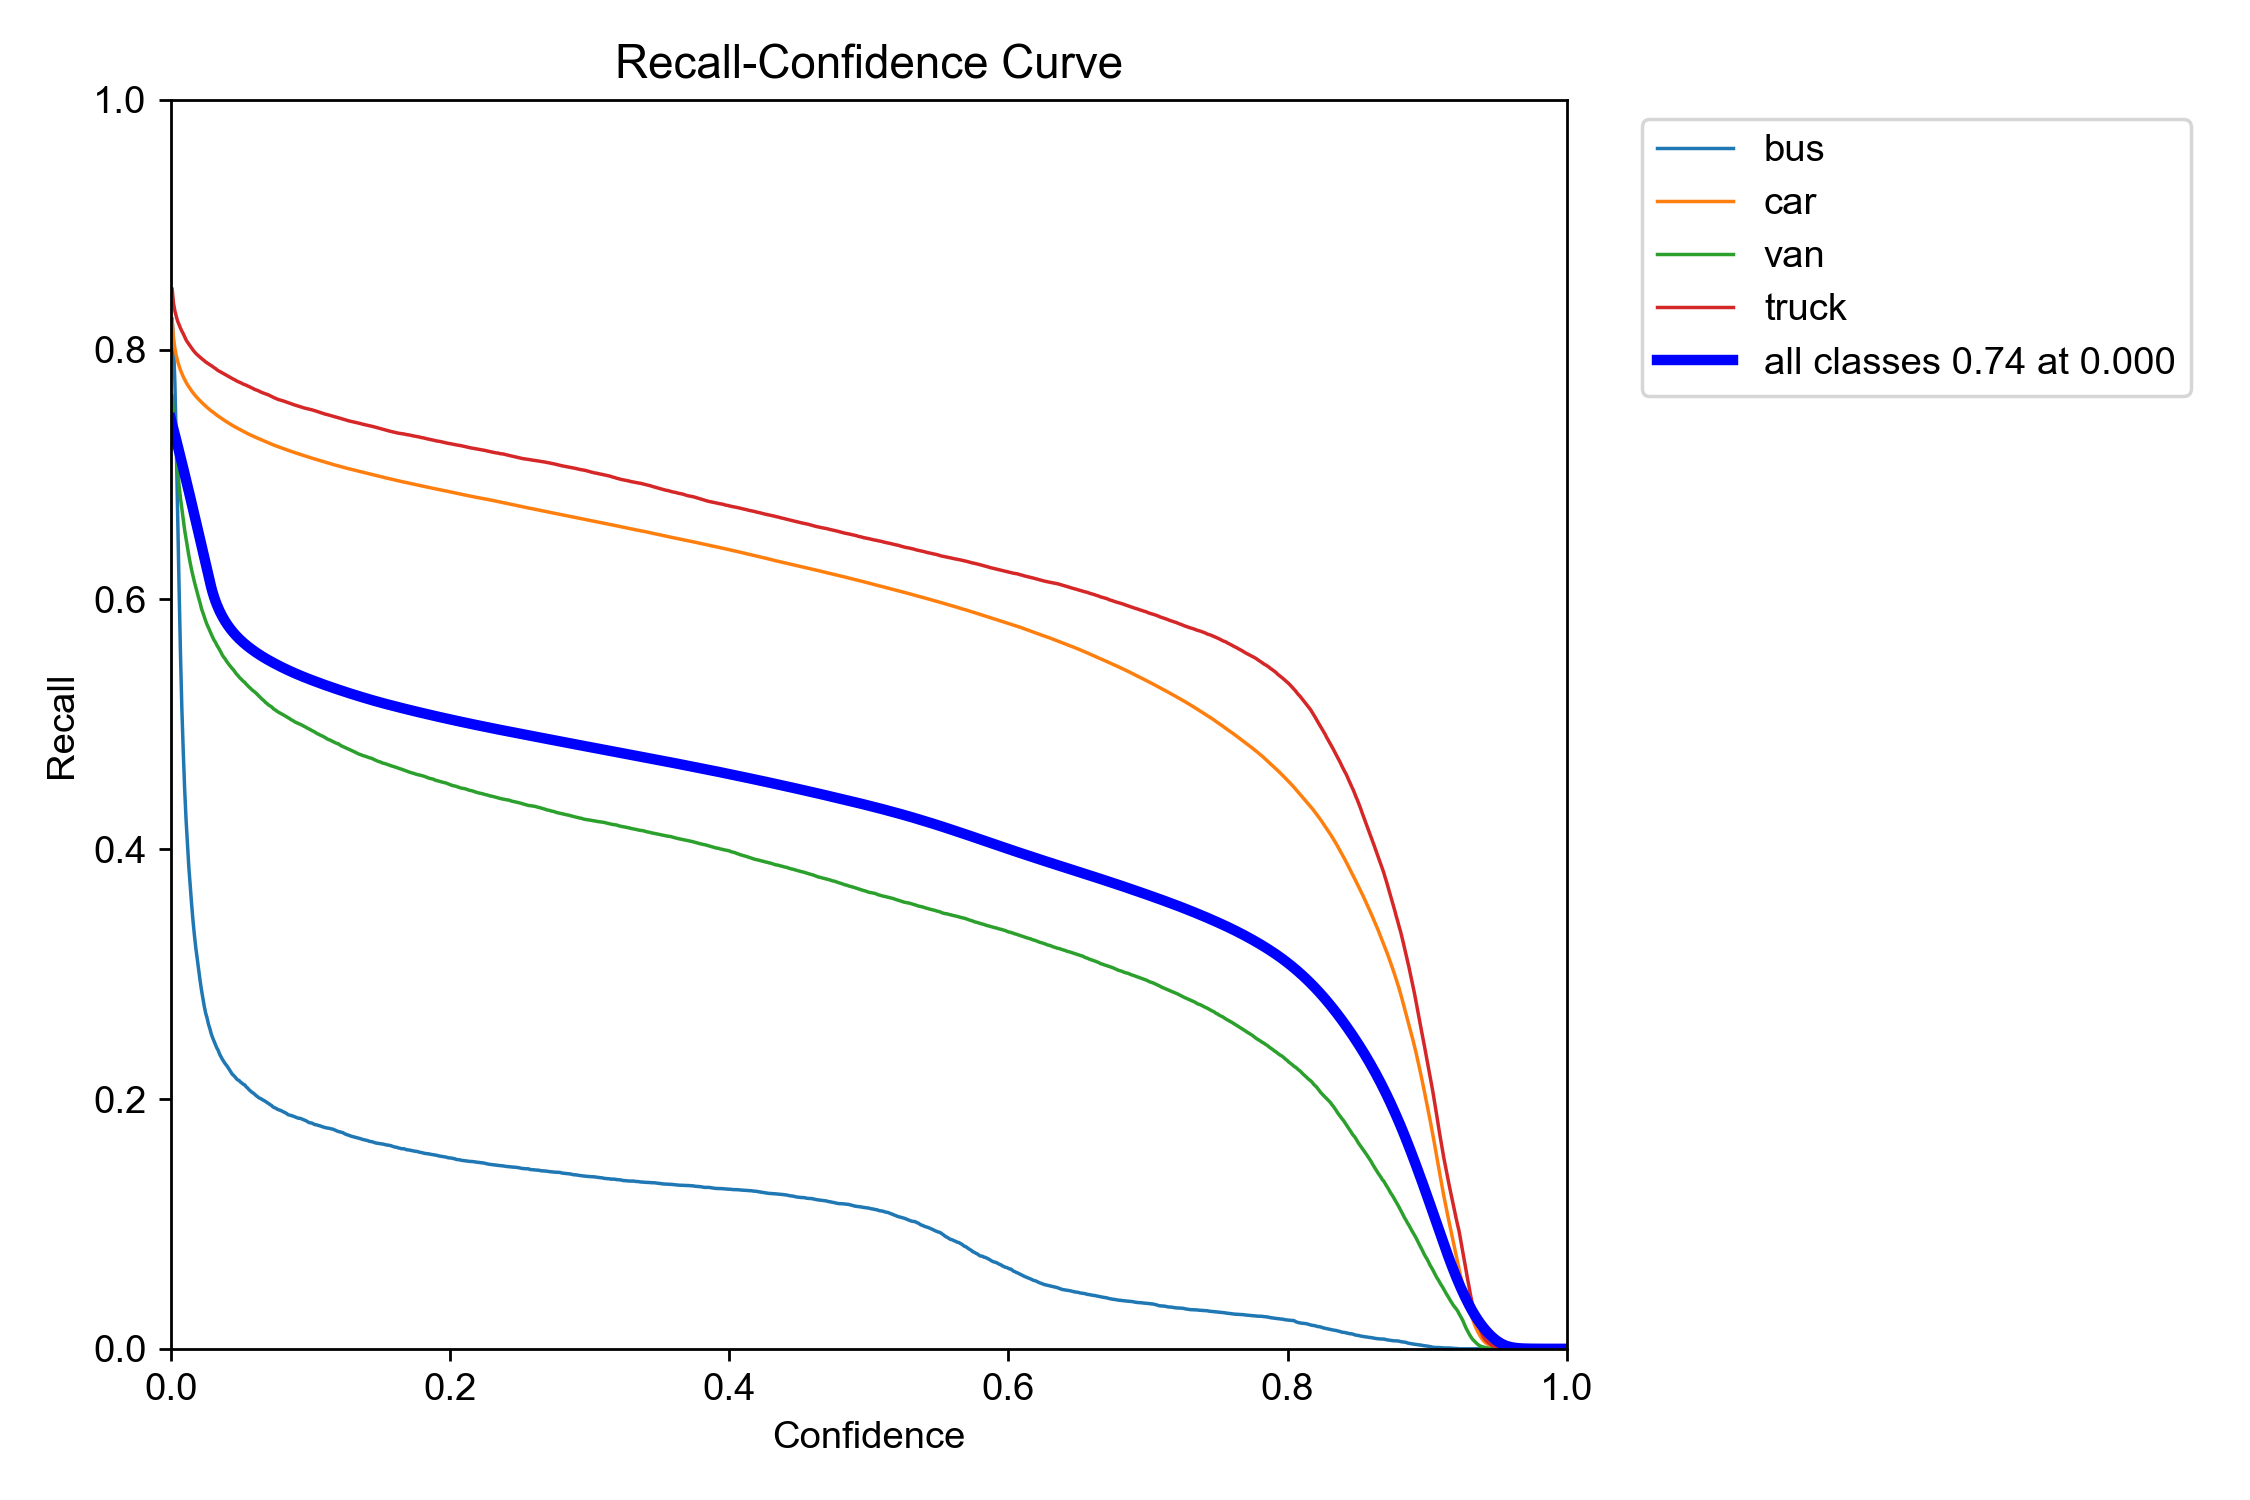 Recall-Confidence Curve
1.0
0.8
0.6
0.4
0.2
0.0
Recall
0.0 0.2 0.4 0.6 0.8 1.0
Confidence
bus
car
van
truck
all classes 0.74 at 0.000